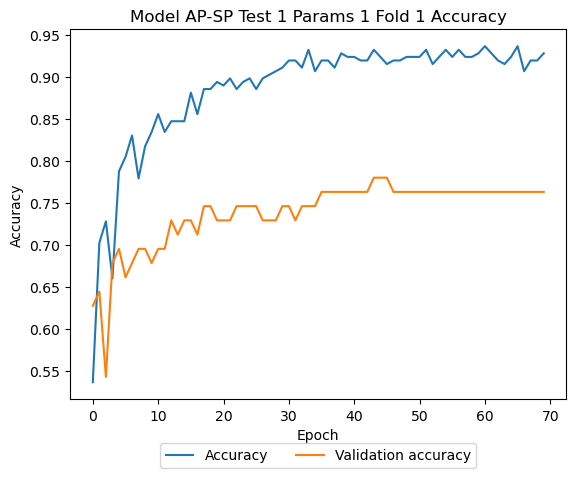 Model AP-SP Test 1 Params 1 Fold 1 Accuracy
0.95
0.90
0.85
0.80
0.75
0.70
0.65
0.60
0.55
Accuracy
0 10 20 30 40 50 60 70
Epoch
Accuracy Validation accuracy